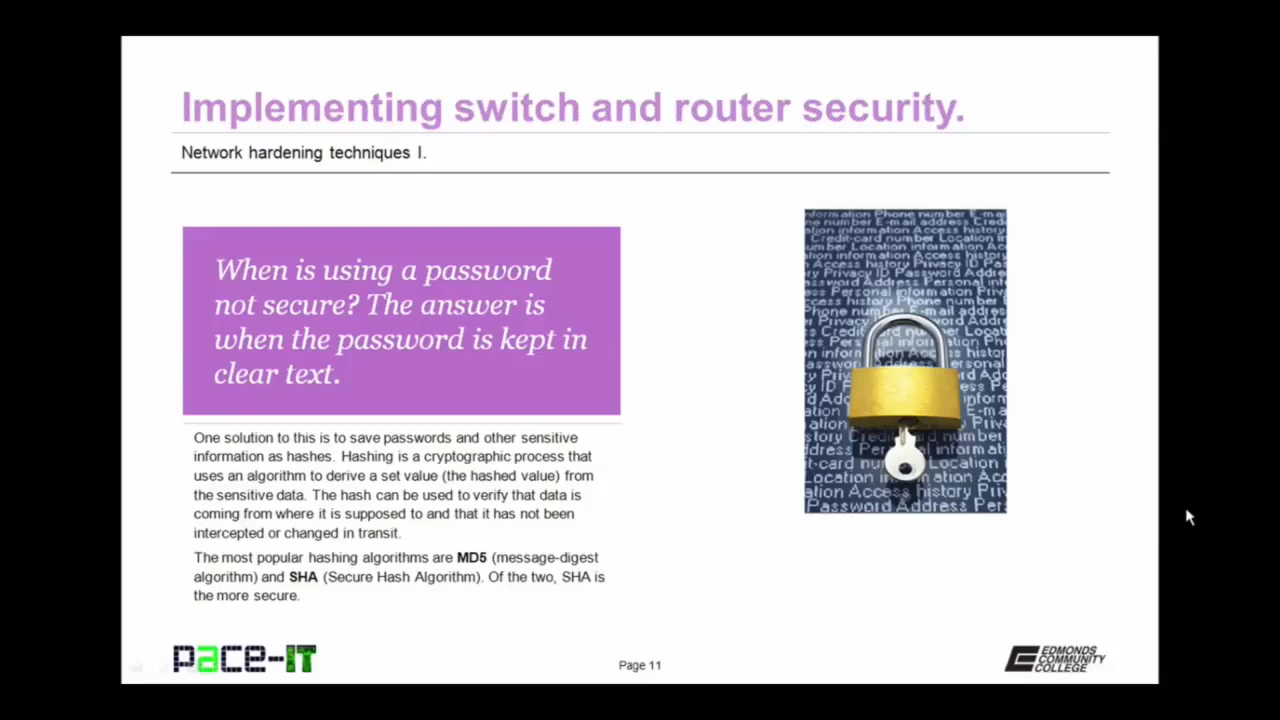 Implementing switch and router security.
Network hardening techniques I.
When is using a password
not secure? The answer is
when the password is kept in
clear text.
One solution to this is to save passwords and other sensitive
information as hashes. Hashing is a cryptographic process that
uses an algorithm to derive a set value (the hashed value) from
the sensitive data. The hash can be used to verify that data is
coming from where it is supposed to and that it has not been
intercepted or changed in transit.
The most popular hashing algorithms are MD5 (message-digest
algorithm) and SHA (Secure Hash Algorithm). Of the two, SHA is
the more secure.
pace-IT
Page 11
EDMONDS
COMMUNITY
COLLEGE